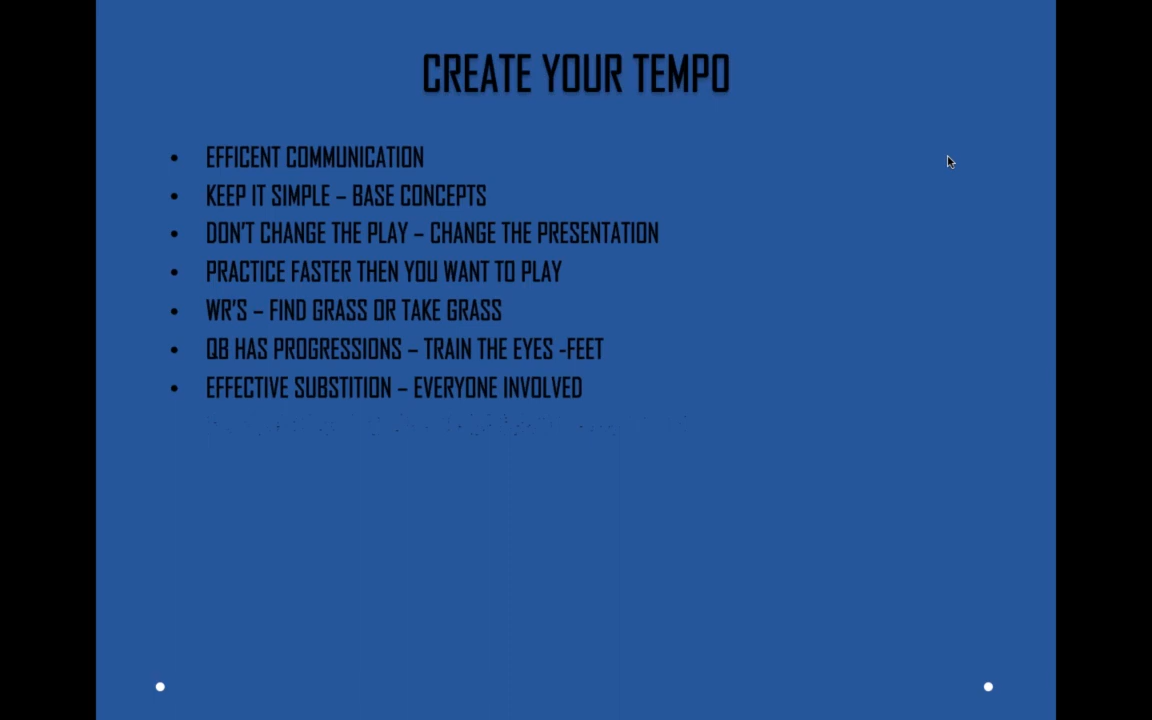 CREATE YOUR TEMPO
• EFFICENT COMMUNICATION
• KEEP IT SIMPLE – BASE CONCEPTS
• DON'T CHANGE THE PLAY – CHANGE THE PRESENTATION
• PRACTICE FASTER THEN YOU WANT TO PLAY
• WR'S – FIND GRASS OR TAKE GRASS
• QB HAS PROGRESSIONS – TRAIN THE EYES -FEET
• EFFECTIVE SUBSTITION – EVERYONE INVOLVED